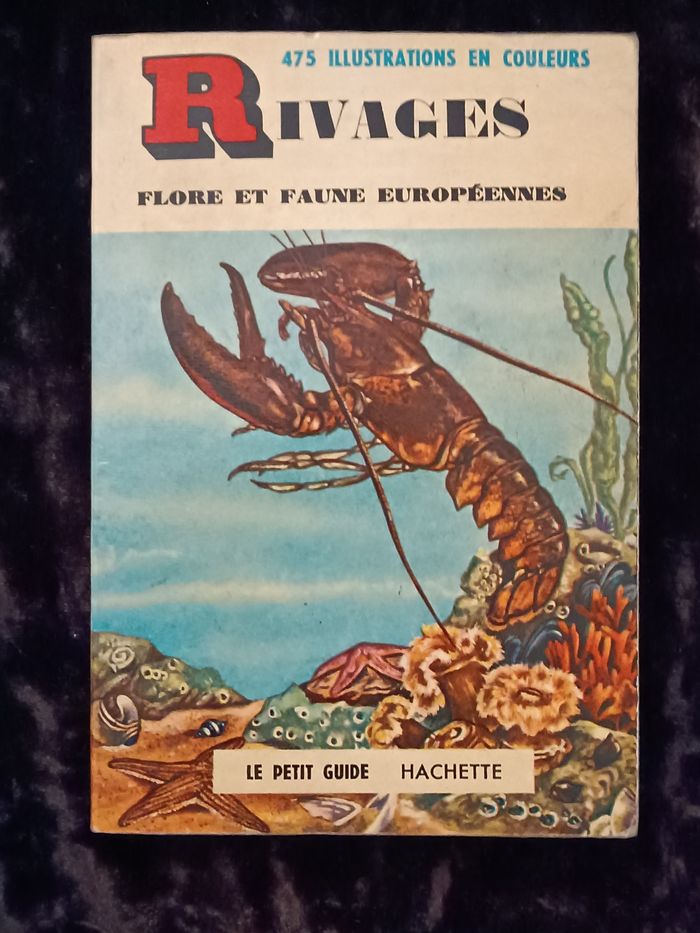 475 ILLUSTRATIONS EN COULEURS
RIVAGES
FLORE ET FAUNE EUROPÉENNES
LE PETIT GUIDE HACHETTE